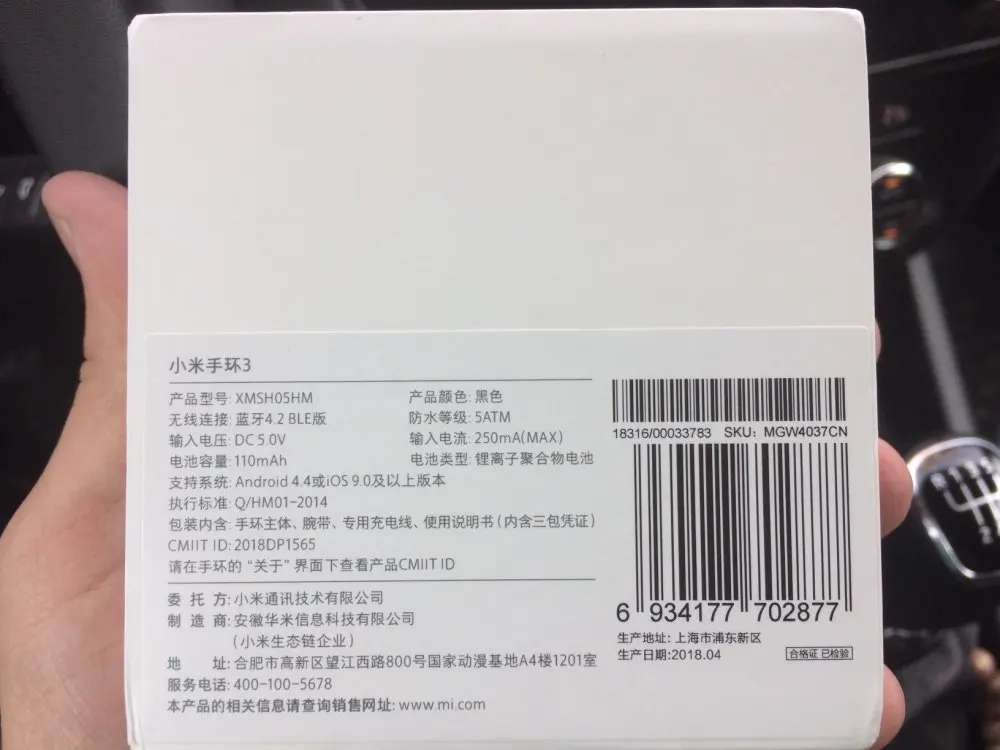 小米手环3
产品型号: XMSH05HM 产品颜色: 黑色
无线连接: 蓝牙4.2 BLE版 防水等级: 5ATM
输入电压: DC 5.0V 输入电流: 250mA(MAX)
电池容量: 110mAh 电池类型: 锂离子聚合物电池
支持系统: Android 4.4或iOS 9.0及以上版本
执行标准: Q/HM01-2014
包装内含: 手环主体、腕带、专用充电线、使用说明书（内含三包凭证）
CMIIT ID: 2018DP1565
请在手环的“关于”界面下查看产品CMIIT ID
委 托 方: 小米通讯技术有限公司
制 造 商: 安徽华米信息科技有限公司
（小米生态链企业）
地 址: 合肥市高新区望江西路800号国家动漫基地A4楼1201室
服务电话: 400-100-5678
本产品的相关信息请查询销售网址: www.mi.com
18316/00033783 SKU: MGW4037CN
6 934177 702877
生产地址: 上海市浦东新区
生产日期:2018.04
合格证 已检验